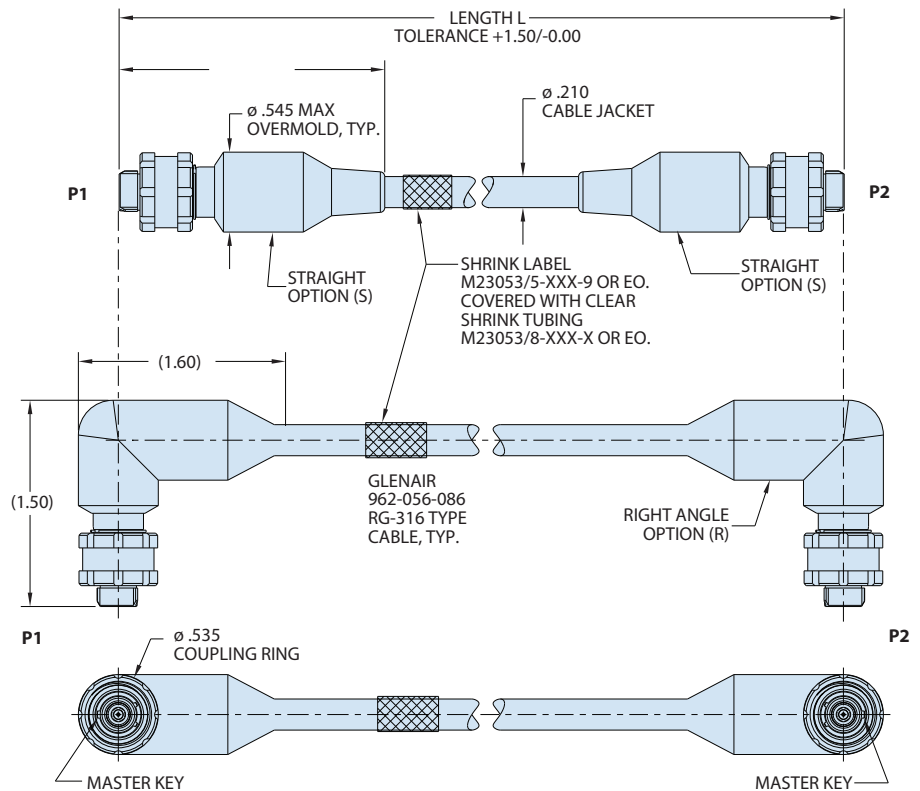 LENGTH L
TOLERANCE +1.50/-0.00
ø .545 MAX
OVERMOLD, TYP.
ø .210
CABLE JACKET
P1
P2
STRAIGHT
OPTION (S)
SHRINK LABEL
M23053/5-XXX-9 OR EO.
COVERED WITH CLEAR
SHRINK TUBING
M23053/8-XXX-X OR EO.
STRAIGHT
OPTION (S)
(1.60)
(1.50)
GLENAIR
962-056-086
RG-316 TYPE
CABLE, TYP.
RIGHT ANGLE
OPTION (R)
P1
ø .535
COUPLING RING
P2
MASTER KEY
MASTER KEY